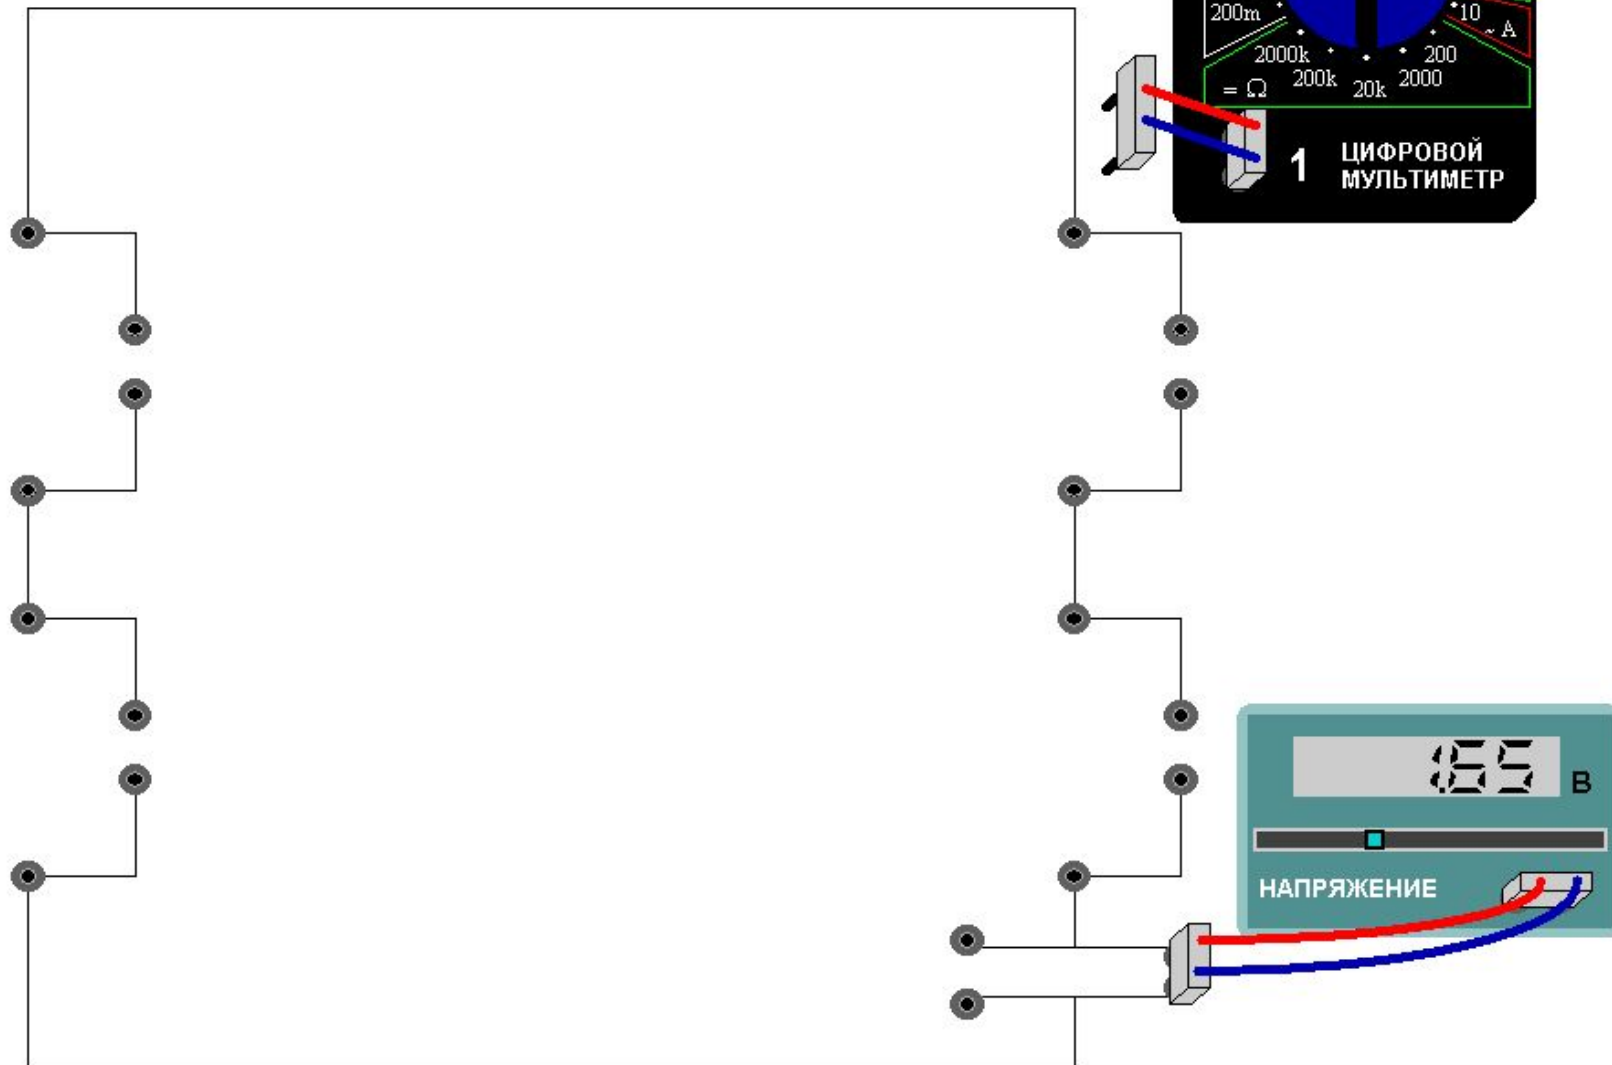 200m
10
~ A
2000k
200
200k
20k
2000
= Ω
1
ЦИФРОВОЙ
МУЛЬТИМЕТР
1.65
В
НАПРЯЖЕНИЕ